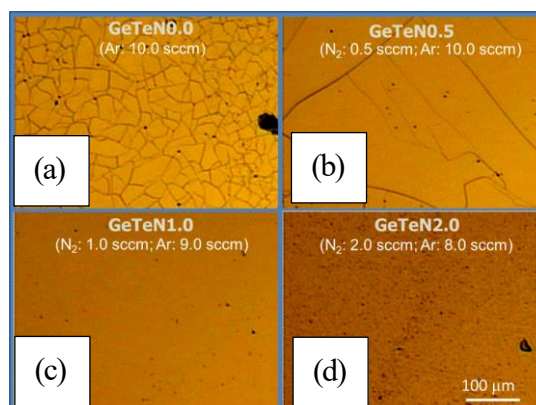 GeTeN0.0
(Ar: 10.0 sccm)
(a)
GeTeN0.5
(N₂: 0.5 sccm; Ar: 10.0 sccm)
(b)
GeTeN1.0
(N₂: 1.0 sccm; Ar: 9.0 sccm)
(c)
GeTeN2.0
(N₂: 2.0 sccm; Ar: 8.0 sccm)
(d)
100 μm